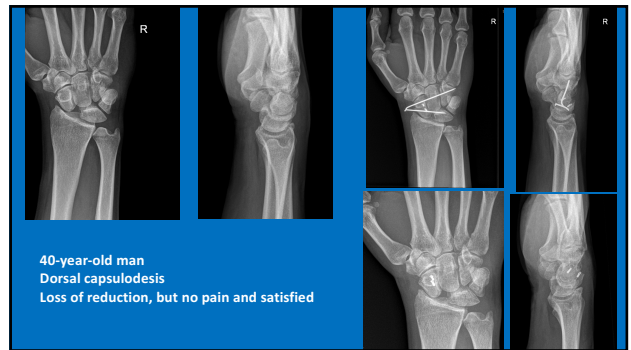 R
R
R
40-year-old man
Dorsal capsulodesis
Loss of reduction, but no pain and satisfied